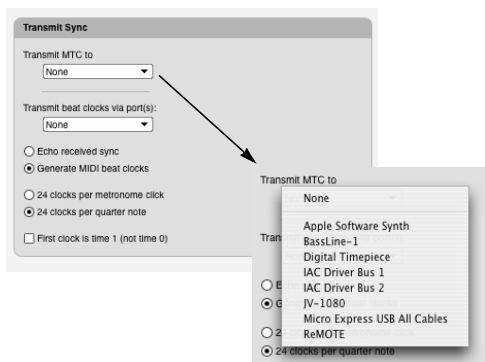 Transmit Sync
Transmit MTC to
None
Transmit beat clocks via port(s):
None
Echo received sync
Generate MIDI beat clocks
24 clocks per metronome click
24 clocks per quarter note
First clock is time 1 (not time 0)
Transmit MTC to
None
Apple Software Synth
BassLine-1
Digital Timepiece
IAC Driver Bus 1
IAC Driver Bus 2
JV-1080
Micro Express USB All Cables
ReMOTE
24 clocks per quarter note